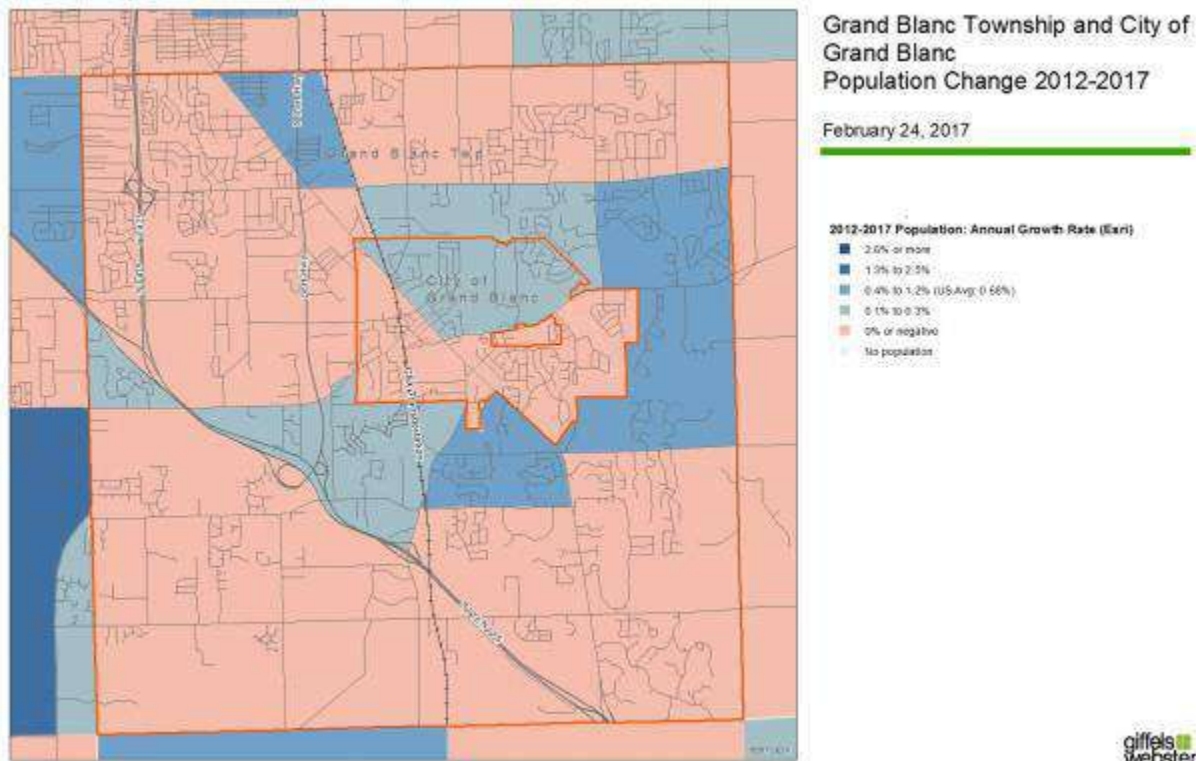 Grand Blanc Township and City of
Grand Blanc
Population Change 2012-2017
February 24, 2017
2012-2017 Population: Annual Growth Rate (Esri)
2.6% or more
1.3% to 2.5%
0.4% to 1.2% (US Avg: 0.68%)
0.1% to 0.3%
0% or negative
No population
Grand Blanc Twp
City of
Grand Blanc
giffels
webster